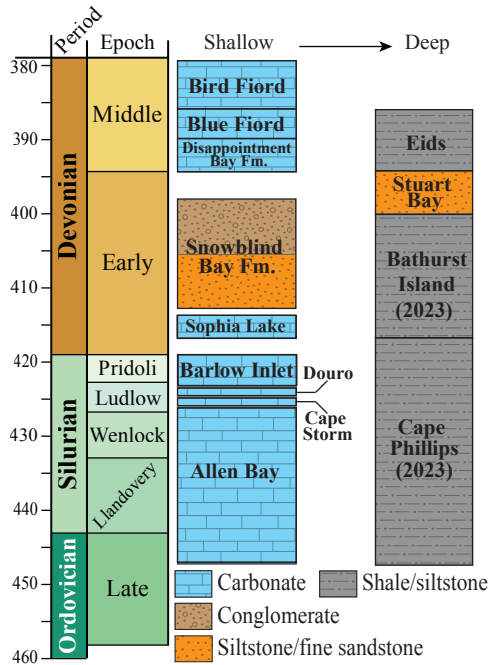 Period
Epoch
Shallow
Deep
380
390
400
410
420
430
440
450
460
Devonian
Silurian
Ordovician
Middle
Early
Pridoli
Ludlow
Wenlock
Llandovery
Late
Bird Fiord
Blue Fiord
Disappointment
Bay Fm.
Snowblind
Bay Fm.
Sophia Lake
Barlow Inlet
Douro
Cape
Storm
Allen Bay
Eids
Stuart
Bay
Bathurst
Island
(2023)
Cape
Phillips
(2023)
Carbonate
Shale/siltstone
Conglomerate
Siltstone/fine sandstone